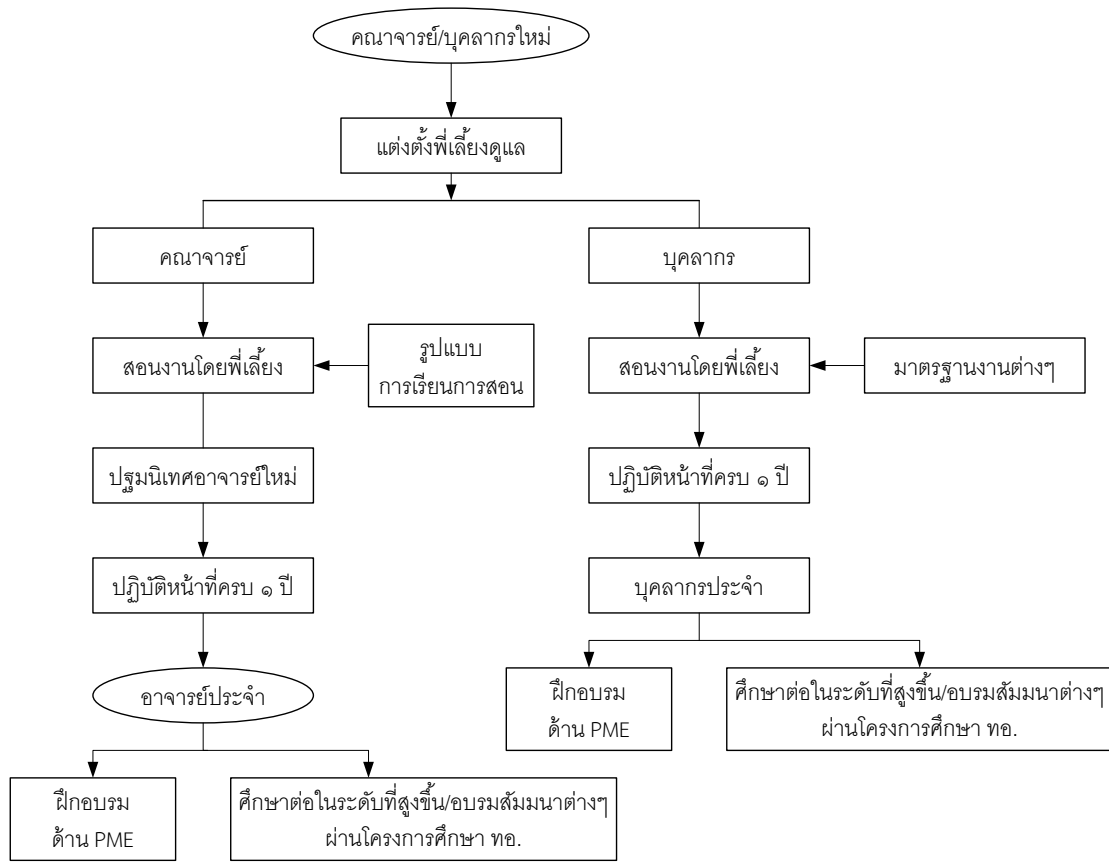 คณาจารย์/บุคลากรใหม่
แต่งตั้งพี่เลี้ยงดูแล
คณาจารย์
บุคลากร
สอนงานโดยพี่เลี้ยง
รูปแบบ
การเรียนการสอน
สอนงานโดยพี่เลี้ยง
มาตรฐานงานต่างๆ
ปฐมนิเทศอาจารย์ใหม่
ปฏิบัติหน้าที่ครบ ๑ ปี
ปฏิบัติหน้าที่ครบ ๑ ปี
บุคลากรประจำ
อาจารย์ประจำ
ฝึกอบรม
ด้าน PME
ศึกษาต่อในระดับที่สูงขึ้น/อบรมสัมมนาต่างๆ
ผ่านโครงการศึกษา ทอ.
ฝึกอบรม
ด้าน PME
ศึกษาต่อในระดับที่สูงขึ้น/อบรมสัมมนาต่างๆ
ผ่านโครงการศึกษา ทอ.